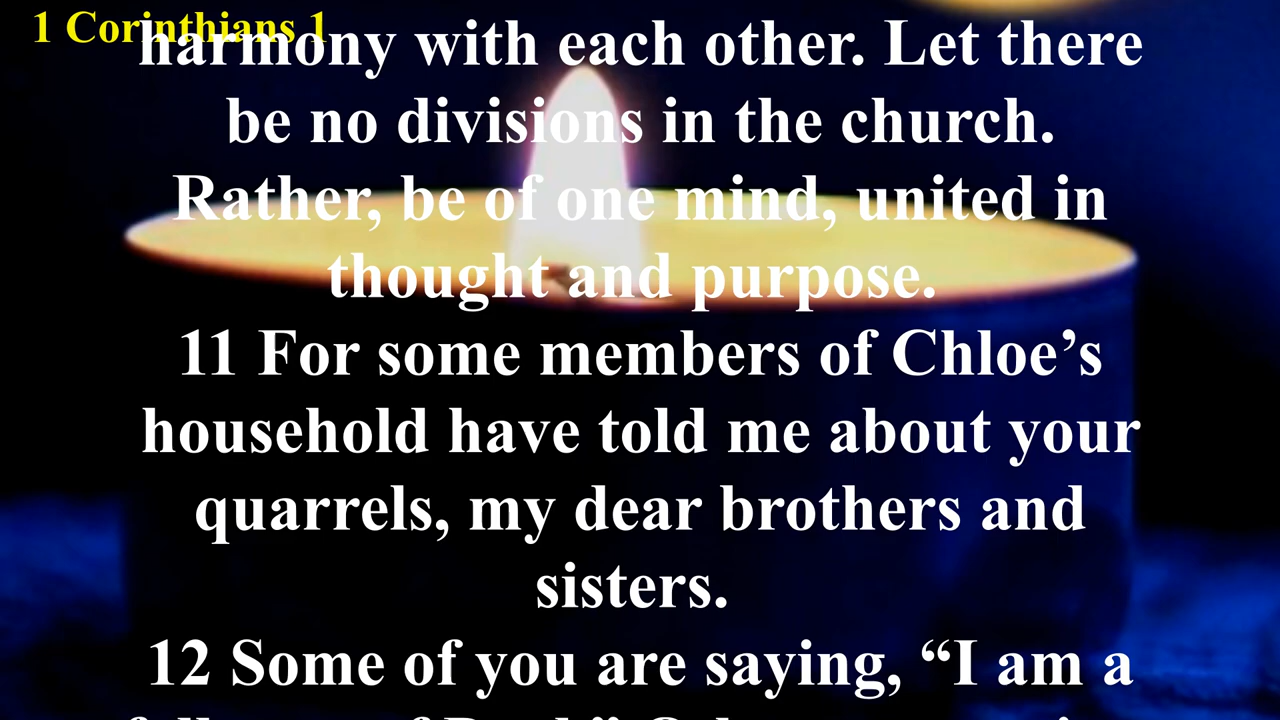 1 Corinthians 1
harmony with each other. Let there
be no divisions in the church.
Rather, be of one mind, united in
thought and purpose.
11 For some members of Chloe’s
household have told me about your
quarrels, my dear brothers and
sisters.
12 Some of you are saying, “I am a